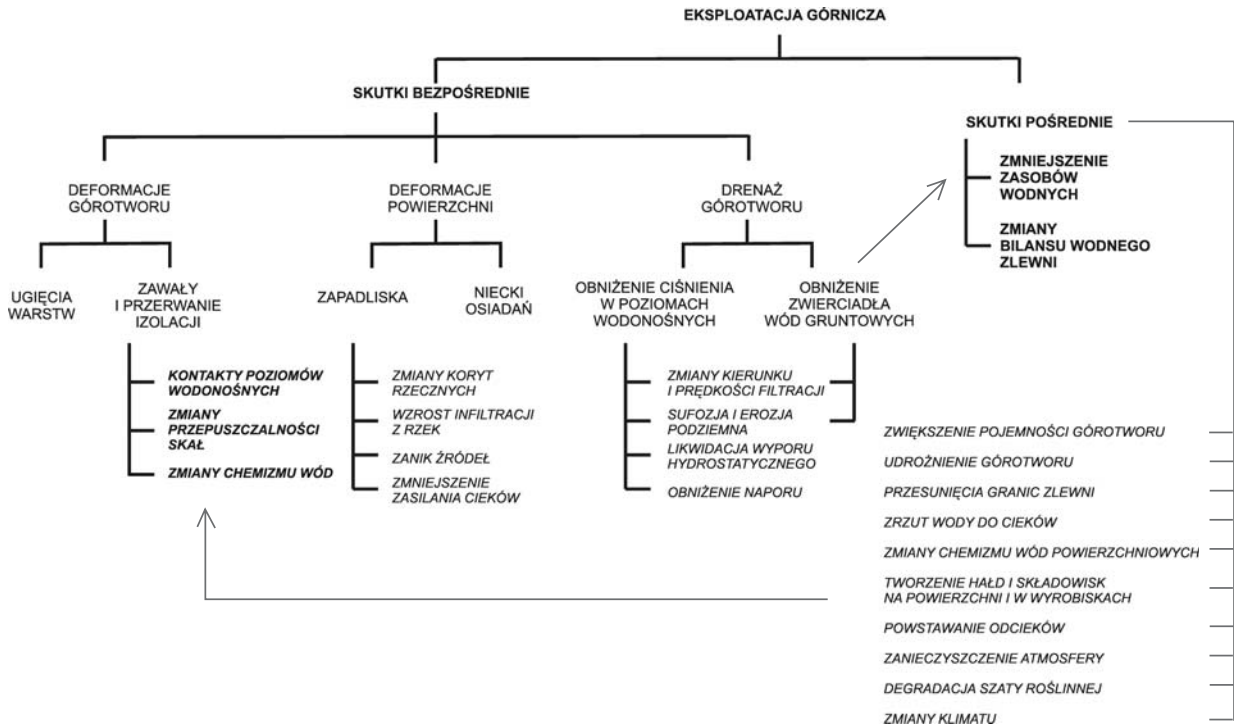 EKSPLOATACJA GÓRNICZA
SKUTKI BEZPOŚREDNIE
SKUTKI POŚREDNIE
ZMNIEJSZENIE
ZASOBÓW
WODNYCH
ZMIANY
BILANSU WODNEGO
ZLEWNI
DEFORMACJE
GÓROTWORU
DEFORMACJE
POWIERZCHNI
DRENAŻ
GÓROTWORU
UGIĘCIA
WARSTW
ZAWAŁY
I PRZERWANIE
IZOLACJI
ZAPADLISKA
NIECKI
OSIADAŃ
OBNIŻENIE CIŚNIENIA
W POZIOMACH
WODONOŚNYCH
OBNIŻENIE
ZWIERCIADŁA
WÓD GRUNTOWYCH
KONTAKTY POZIOMÓW
WODONOŚNYCH
ZMIANY
PRZEPUSZCZALNOŚCI
SKAŁ
ZMIANY CHEMIZMU WÓD
ZMIANY KORYT
RZECZNYCH
WZROST INFILTRACJI
Z RZEK
ZANIK ŹRÓDEŁ
ZMNIEJSZENIE
ZASILANIA CIEKÓW
ZMIANY KIERUNKU
I PRĘDKOŚCI FILTRACJI
SUFOZJA I EROZJA
PODZIEMNA
LIKWIDACJA WYPORU
HYDROSTATYCZNEGO
OBNIŻENIE NAPORU
ZWIĘKSZENIE POJEMNOŚCI GÓROTWORU
UDROŻNIENIE GÓROTWORU
PRZESUNIĘCIA GRANIC ZLEWNI
ZRZUT WODY DO CIEKÓW
ZMIANY CHEMIZMU WÓD POWIERZCHNIOWYCH
TWORZENIE HAŁD I SKŁADOWISK
NA POWIERZCHNI I W WYROBISKACH
POWSTAWANIE ODCIEKÓW
ZANIECZYSZCZENIE ATMOSFERY
DEGRADACJA SZATY ROŚLINNEJ
ZMIANY KLIMATU